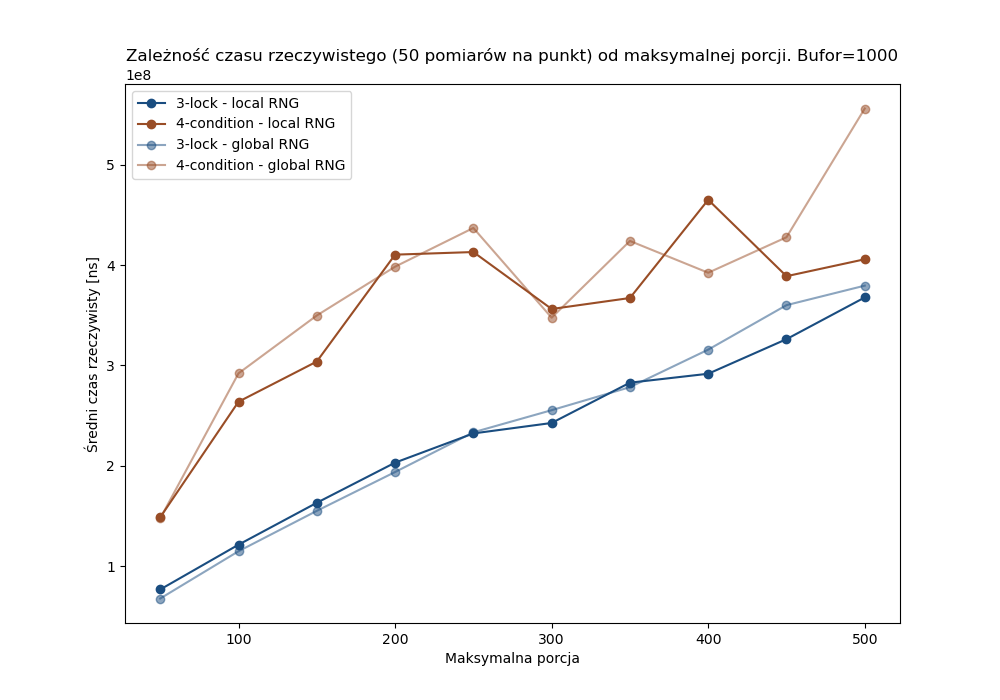 Zależność czasu rzeczywistego (50 pomiarów na punkt) od maksymalnej porcji. Bufor=1000
1e8
3-lock - local RNG
4-condition - local RNG
3-lock - global RNG
4-condition - global RNG
5
4
3
2
1
Średni czas rzeczywisty [ns]
100 200 300 400 500
Maksymalna porcja